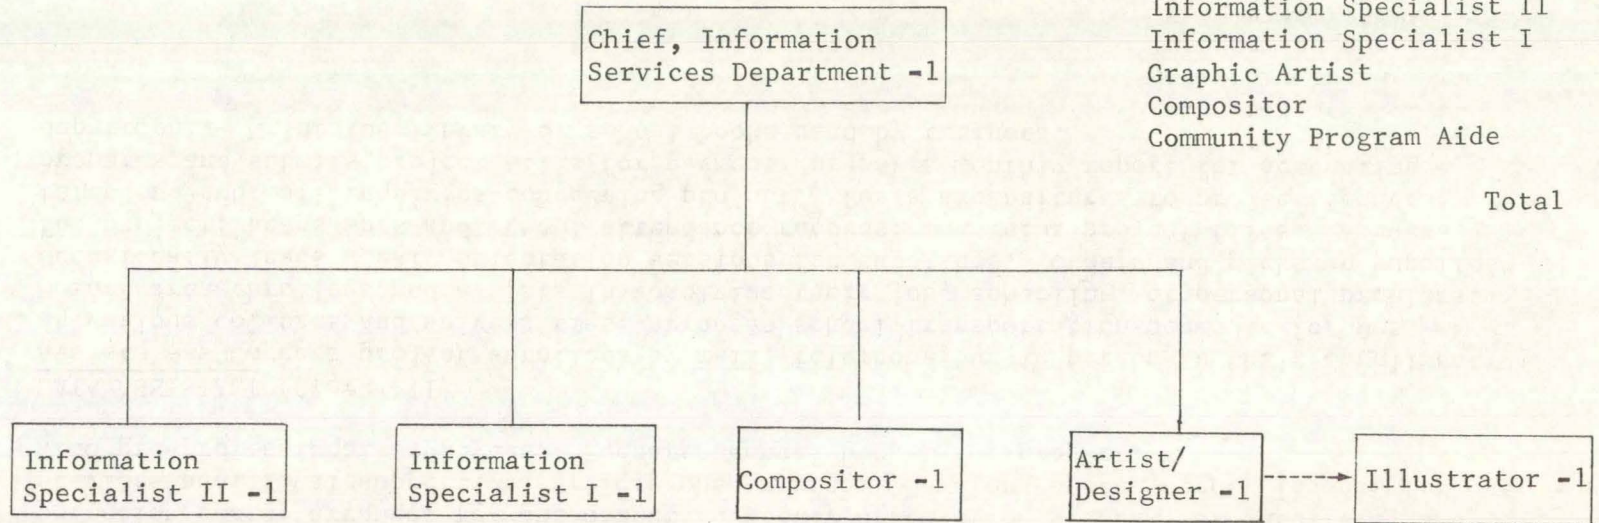 Information Specialist II
Information Specialist I
Graphic Artist
Compositor
Community Program Aide
Total
Chief, Information
Services Department -1
Information
Specialist II -1
Information
Specialist I -1
Compositor -1
Artist/
Designer -1
Illustrator -1